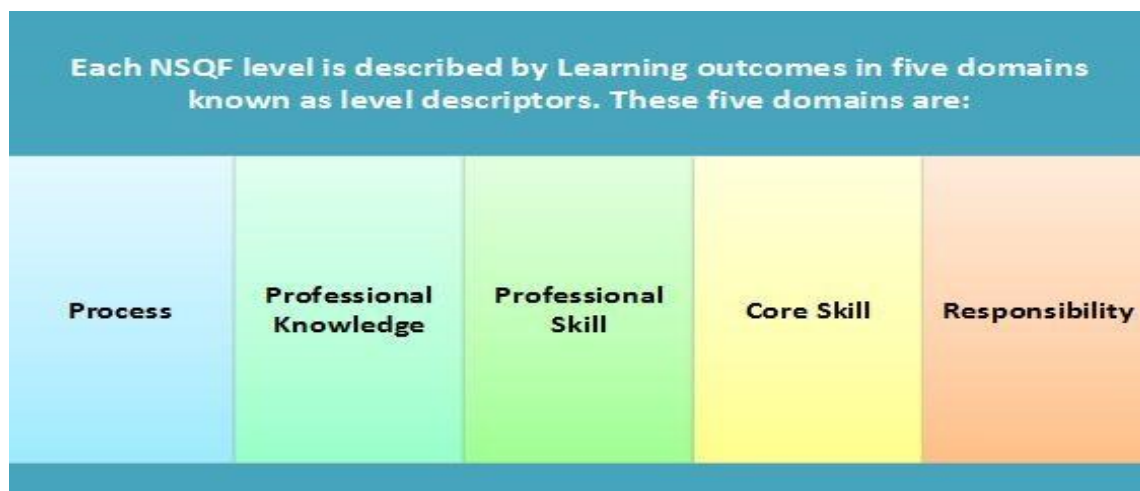 Each NSQF level is described by Learning outcomes in five domains
known as level descriptors. These five domains are:
Process
Professional
Knowledge
Professional
Skill
Core Skill
Responsibility